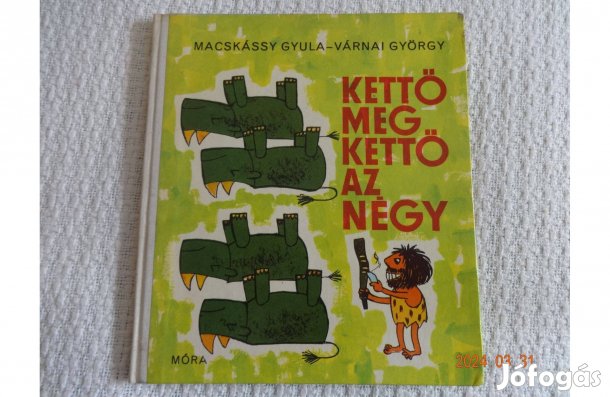 MACSKÁSSY GYULA–VÁRNAI GYÖRGY
KETTŐ
MEG
KETTŐ
AZ
NÉGY
MÓRA
2024.03.31
Jófogás